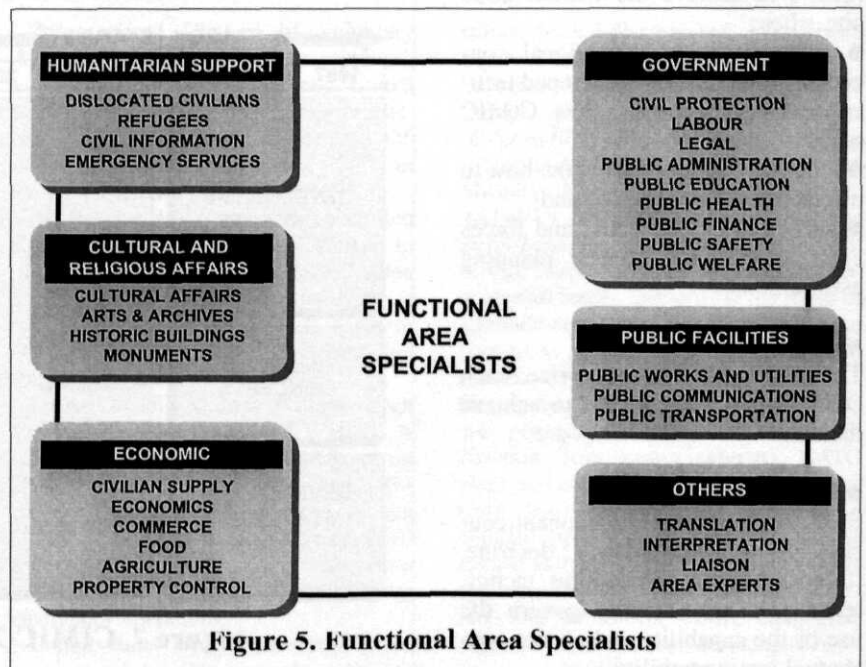 HUMANITARIAN SUPPORT
DISLOCATED CIVILIANS
REFUGEES
CIVIL INFORMATION
EMERGENCY SERVICES
CULTURAL AND
RELIGIOUS AFFAIRS
CULTURAL AFFAIRS
ARTS & ARCHIVES
HISTORIC BUILDINGS
MONUMENTS
ECONOMIC
CIVILIAN SUPPLY
ECONOMICS
COMMERCE
FOOD
AGRICULTURE
PROPERTY CONTROL
FUNCTIONAL
AREA
SPECIALISTS
GOVERNMENT
CIVIL PROTECTION
LABOUR
LEGAL
PUBLIC ADMINISTRATION
PUBLIC EDUCATION
PUBLIC HEALTH
PUBLIC FINANCE
PUBLIC SAFETY
PUBLIC WELFARE
PUBLIC FACILITIES
PUBLIC WORKS AND UTILITIES
PUBLIC COMMUNICATIONS
PUBLIC TRANSPORTATION
OTHERS
TRANSLATION
INTERPRETATION
LIAISON
AREA EXPERTS
Figure 5. Functional Area Specialists